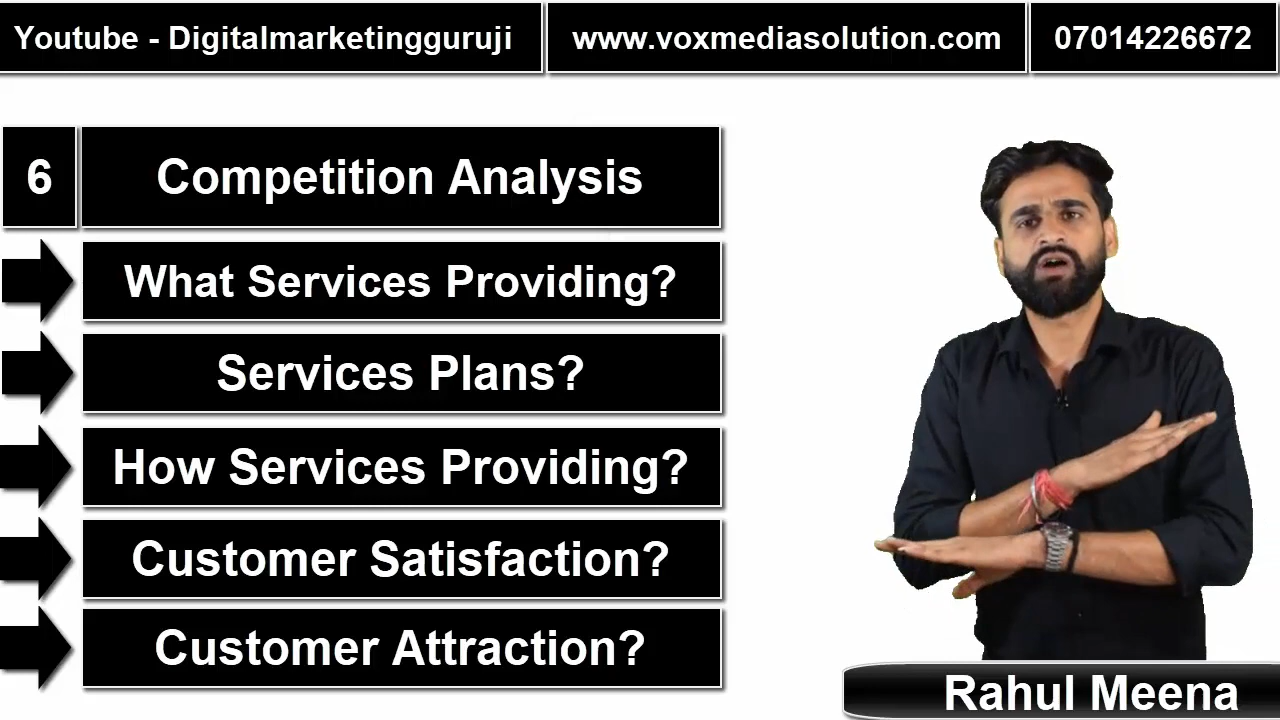 Youtube - Digitalmarketingguruji
www.voxmediasolution.com
07014226672
6
Competition Analysis
What Services Providing?
Services Plans?
How Services Providing?
Customer Satisfaction?
Customer Attraction?
Rahul Meena